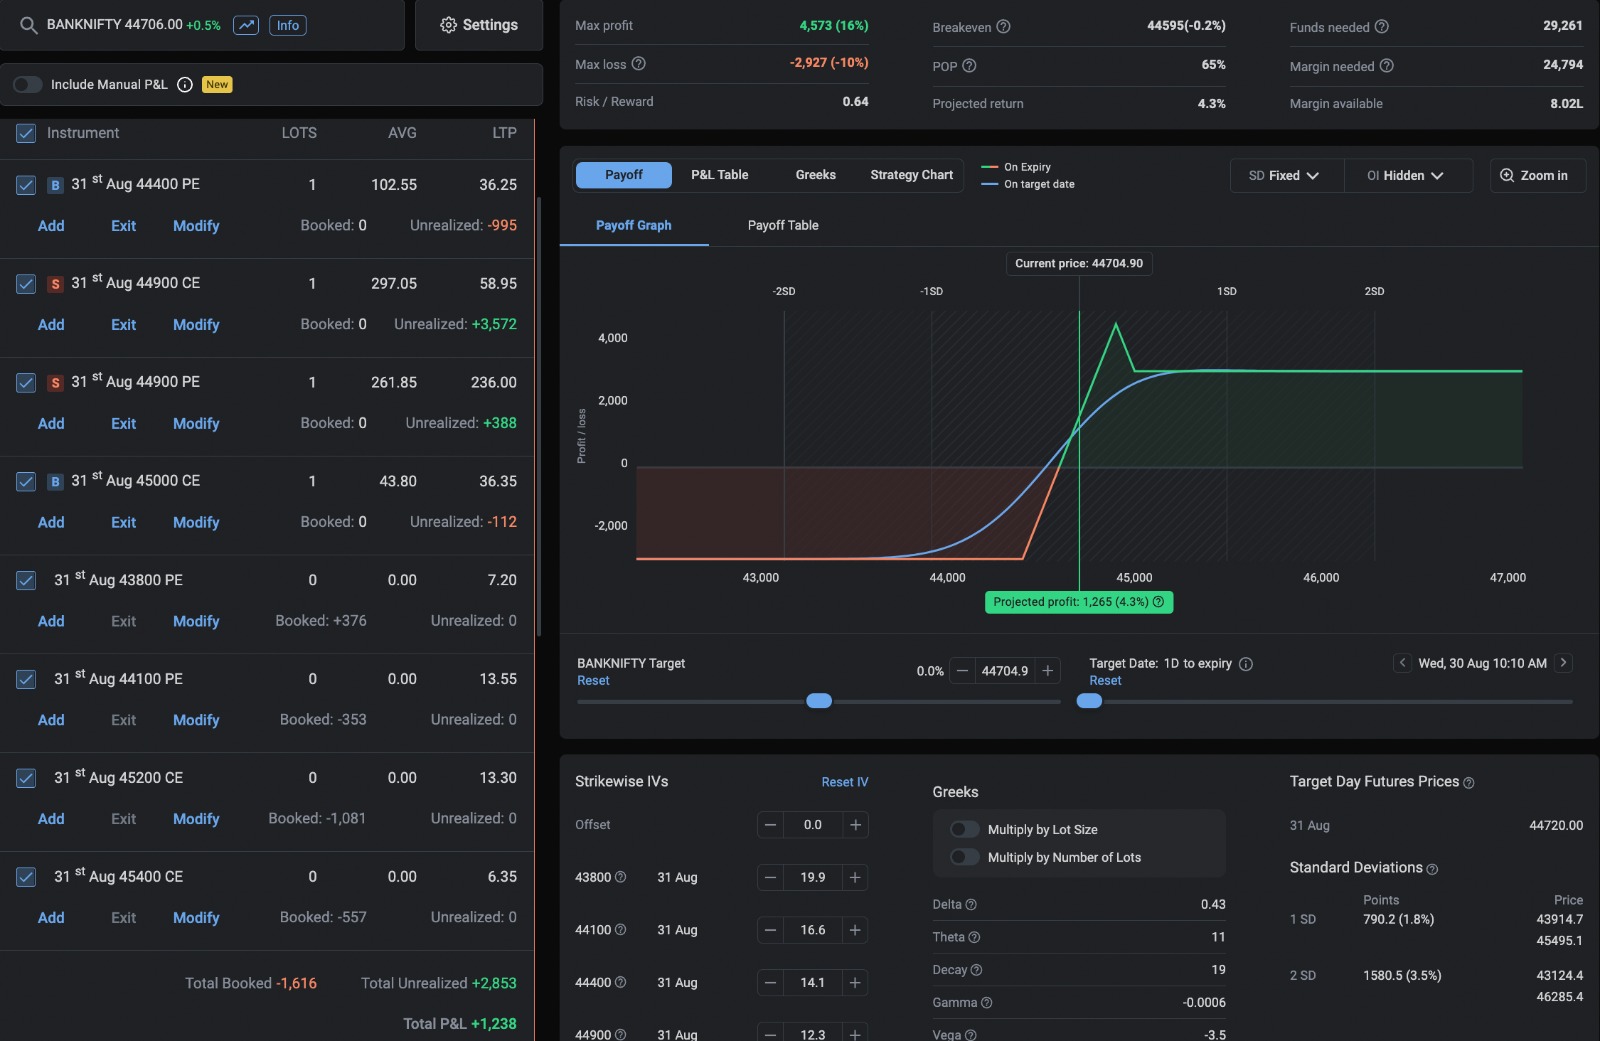 BANKNIFTY 44706.00 +0.5% Info
Settings
Include Manual P&L New
Instrument LOTS AVG LTP
B 31 st Aug 44400 PE 1 102.55 36.25
Add Exit Modify Booked: 0 Unrealized: -995
S 31 st Aug 44900 CE 1 297.05 58.95
Add Exit Modify Booked: 0 Unrealized: +3,572
S 31 st Aug 44900 PE 1 261.85 236.00
Add Exit Modify Booked: 0 Unrealized: +388
B 31 st Aug 45000 CE 1 43.80 36.35
Add Exit Modify Booked: 0 Unrealized: -112
31 st Aug 43800 PE 0 0.00 7.20
Add Exit Modify Booked: +376 Unrealized: 0
31 st Aug 44100 PE 0 0.00 13.55
Add Exit Modify Booked: -353 Unrealized: 0
31 st Aug 45200 CE 0 0.00 13.30
Add Exit Modify Booked: -1,081 Unrealized: 0
31 st Aug 45400 CE 0 0.00 6.35
Add Exit Modify Booked: -557 Unrealized: 0
Total Booked -1,616 Total Unrealized +2,853
Total P&L +1,238
Max profit 4,573 (16%)
Max loss -2,927 (-10%)
Risk / Reward 0.64
Breakeven 44595(-0.2%)
POP 65%
Projected return 4.3%
Funds needed 29,261
Margin needed 24,794
Margin available 8.02L
Payoff P&L Table Greeks Strategy Chart
On Expiry
On target date
SD Fixed OI Hidden Zoom in
Payoff Graph Payoff Table
Current price: 44704.90
-2SD -1SD 1SD 2SD
4,000
2,000
0
-2,000
Profit / loss
43,000 44,000 45,000 46,000 47,000
Projected profit: 1,265 (4.3%)
BANKNIFTY Target
Reset
0.0% 44704.9
Target Date: 1D to expiry
Reset
Wed, 30 Aug 10:10 AM
Strikewise IVs Reset IV
Offset 0.0
43800 31 Aug 19.9
44100 31 Aug 16.6
44400 31 Aug 14.1
44900 31 Aug 12.3
Greeks
Multiply by Lot Size
Multiply by Number of Lots
Delta 0.43
Theta 11
Decay 19
Gamma -0.0006
Vega -3.5
Target Day Futures Prices
31 Aug 44720.00
Standard Deviations
Points Price
1 SD 790.2 (1.8%) 43914.7
45495.1
2 SD 1580.5 (3.5%) 43124.4
46285.4